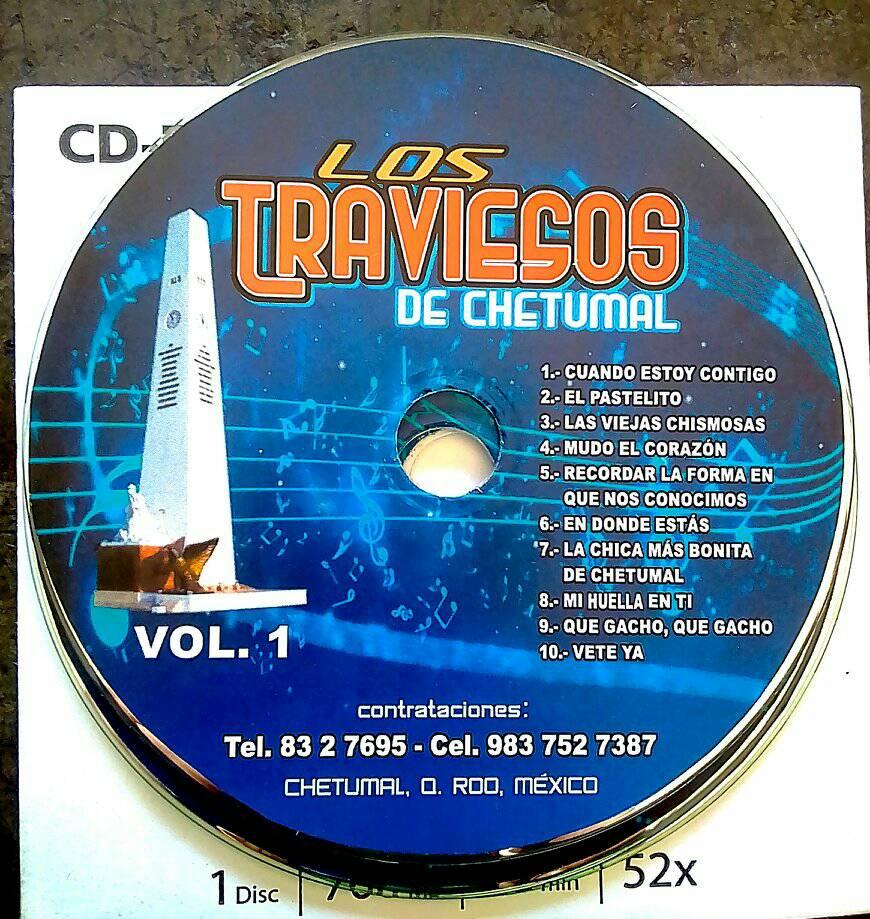 CD-
LOS
TRAVIESOS
DE CHETUMAL
1.- CUANDO ESTOY CONTIGO
2.- EL PASTELITO
3.- LAS VIEJAS CHISMOSAS
4.- MUDO EL CORAZÓN
5.- RECORDAR LA FORMA EN
QUE NOS CONOCIMOS
6.- EN DONDE ESTÁS
7.- LA CHICA MÁS BONITA
DE CHETUMAL
8.- MI HUELLA EN TI
9.- QUE GACHO, QUE GACHO
10.- VETE YA
VOL. 1
contrataciones:
Tel. 83 2 7695 - Cel. 983 752 7387
CHETUMAL, Q. ROO, MÉXICO
1 Disc min 52x